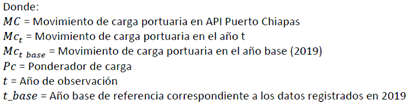 Donde:
𝑀𝐶 = Movimiento de carga portuaria en API Puerto Chiapas
𝑀𝑐ₜ = Movimiento de carga portuaria en el año t
𝑀𝑐ₜ 𝑏𝑎𝑠𝑒 = Movimiento de carga portuaria en el año base (2019)
𝑃𝑐 = Ponderador de carga
𝑡 = Año de observación
𝑡_𝑏𝑎𝑠𝑒 = Año base de referencia correspondiente a los datos registrados en 2019